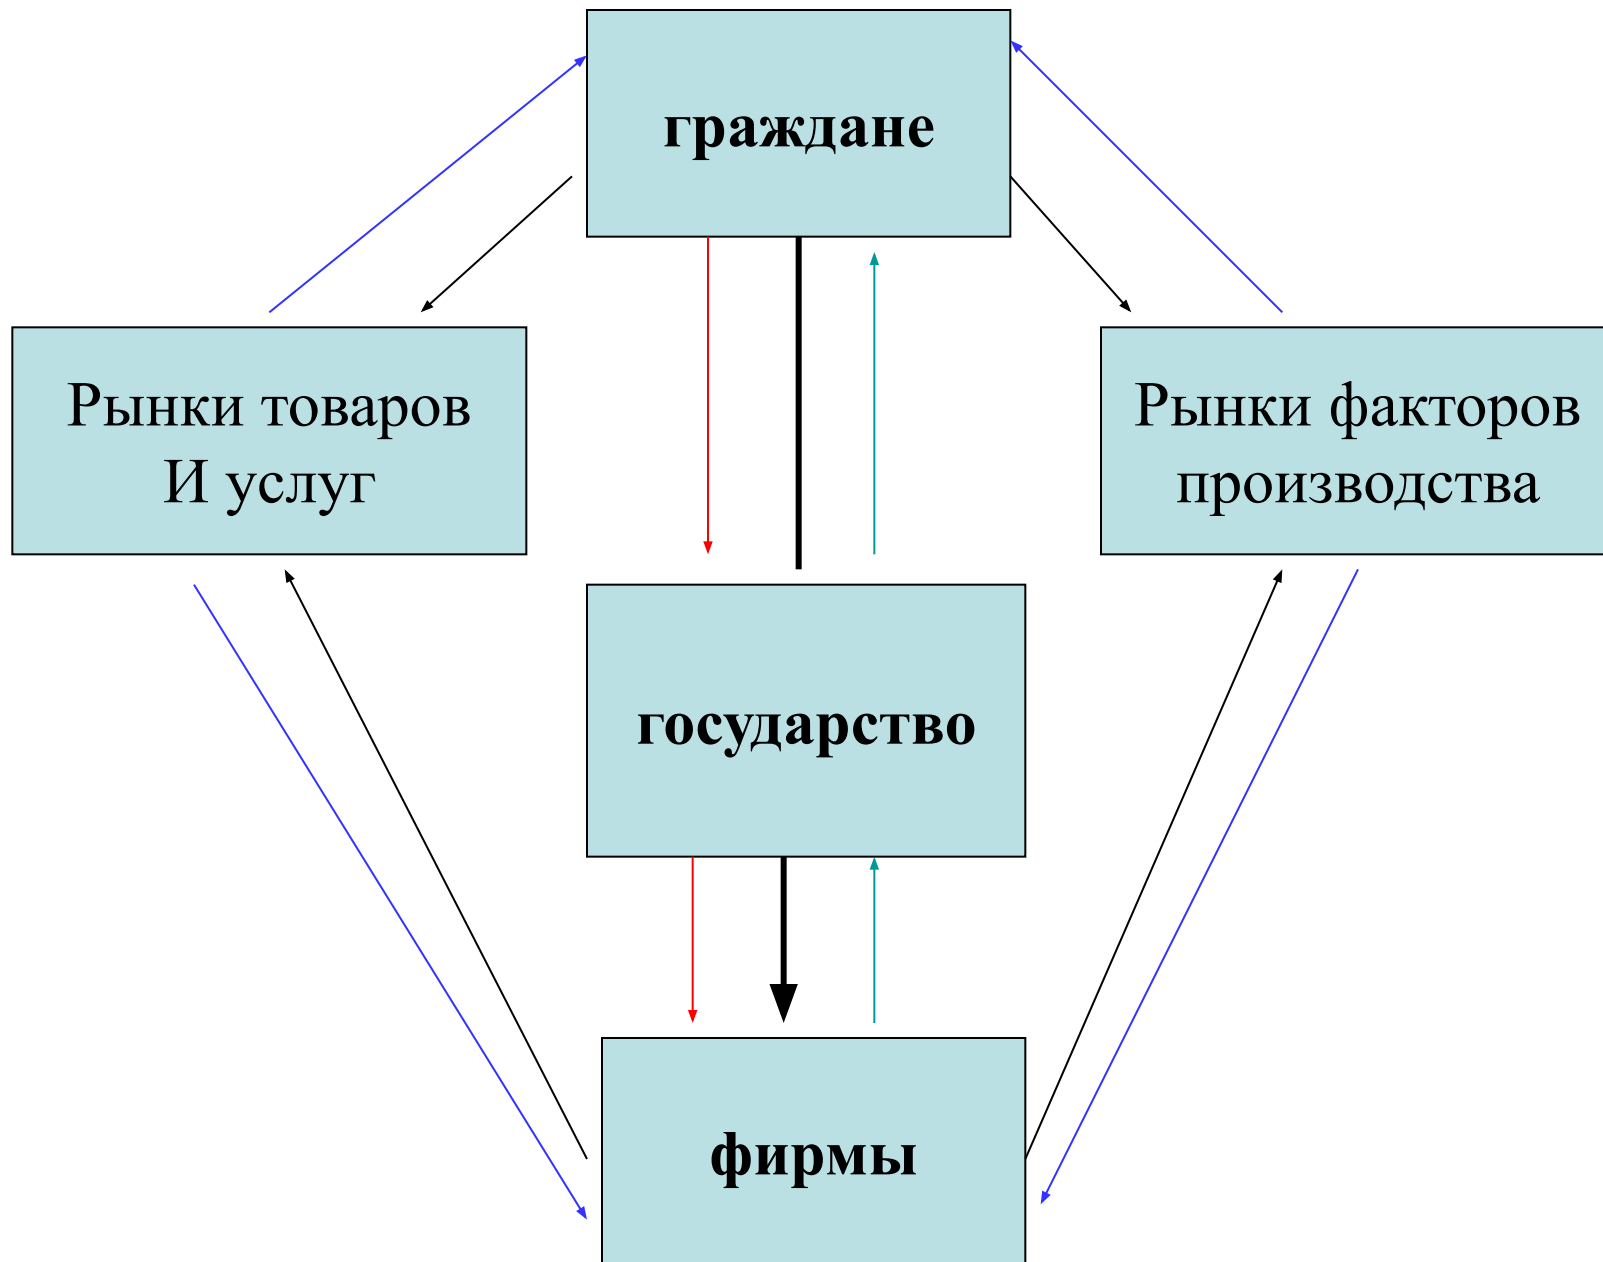 граждане
Рынки товаров
И услуг
Рынки факторов
производства
государство
фирмы